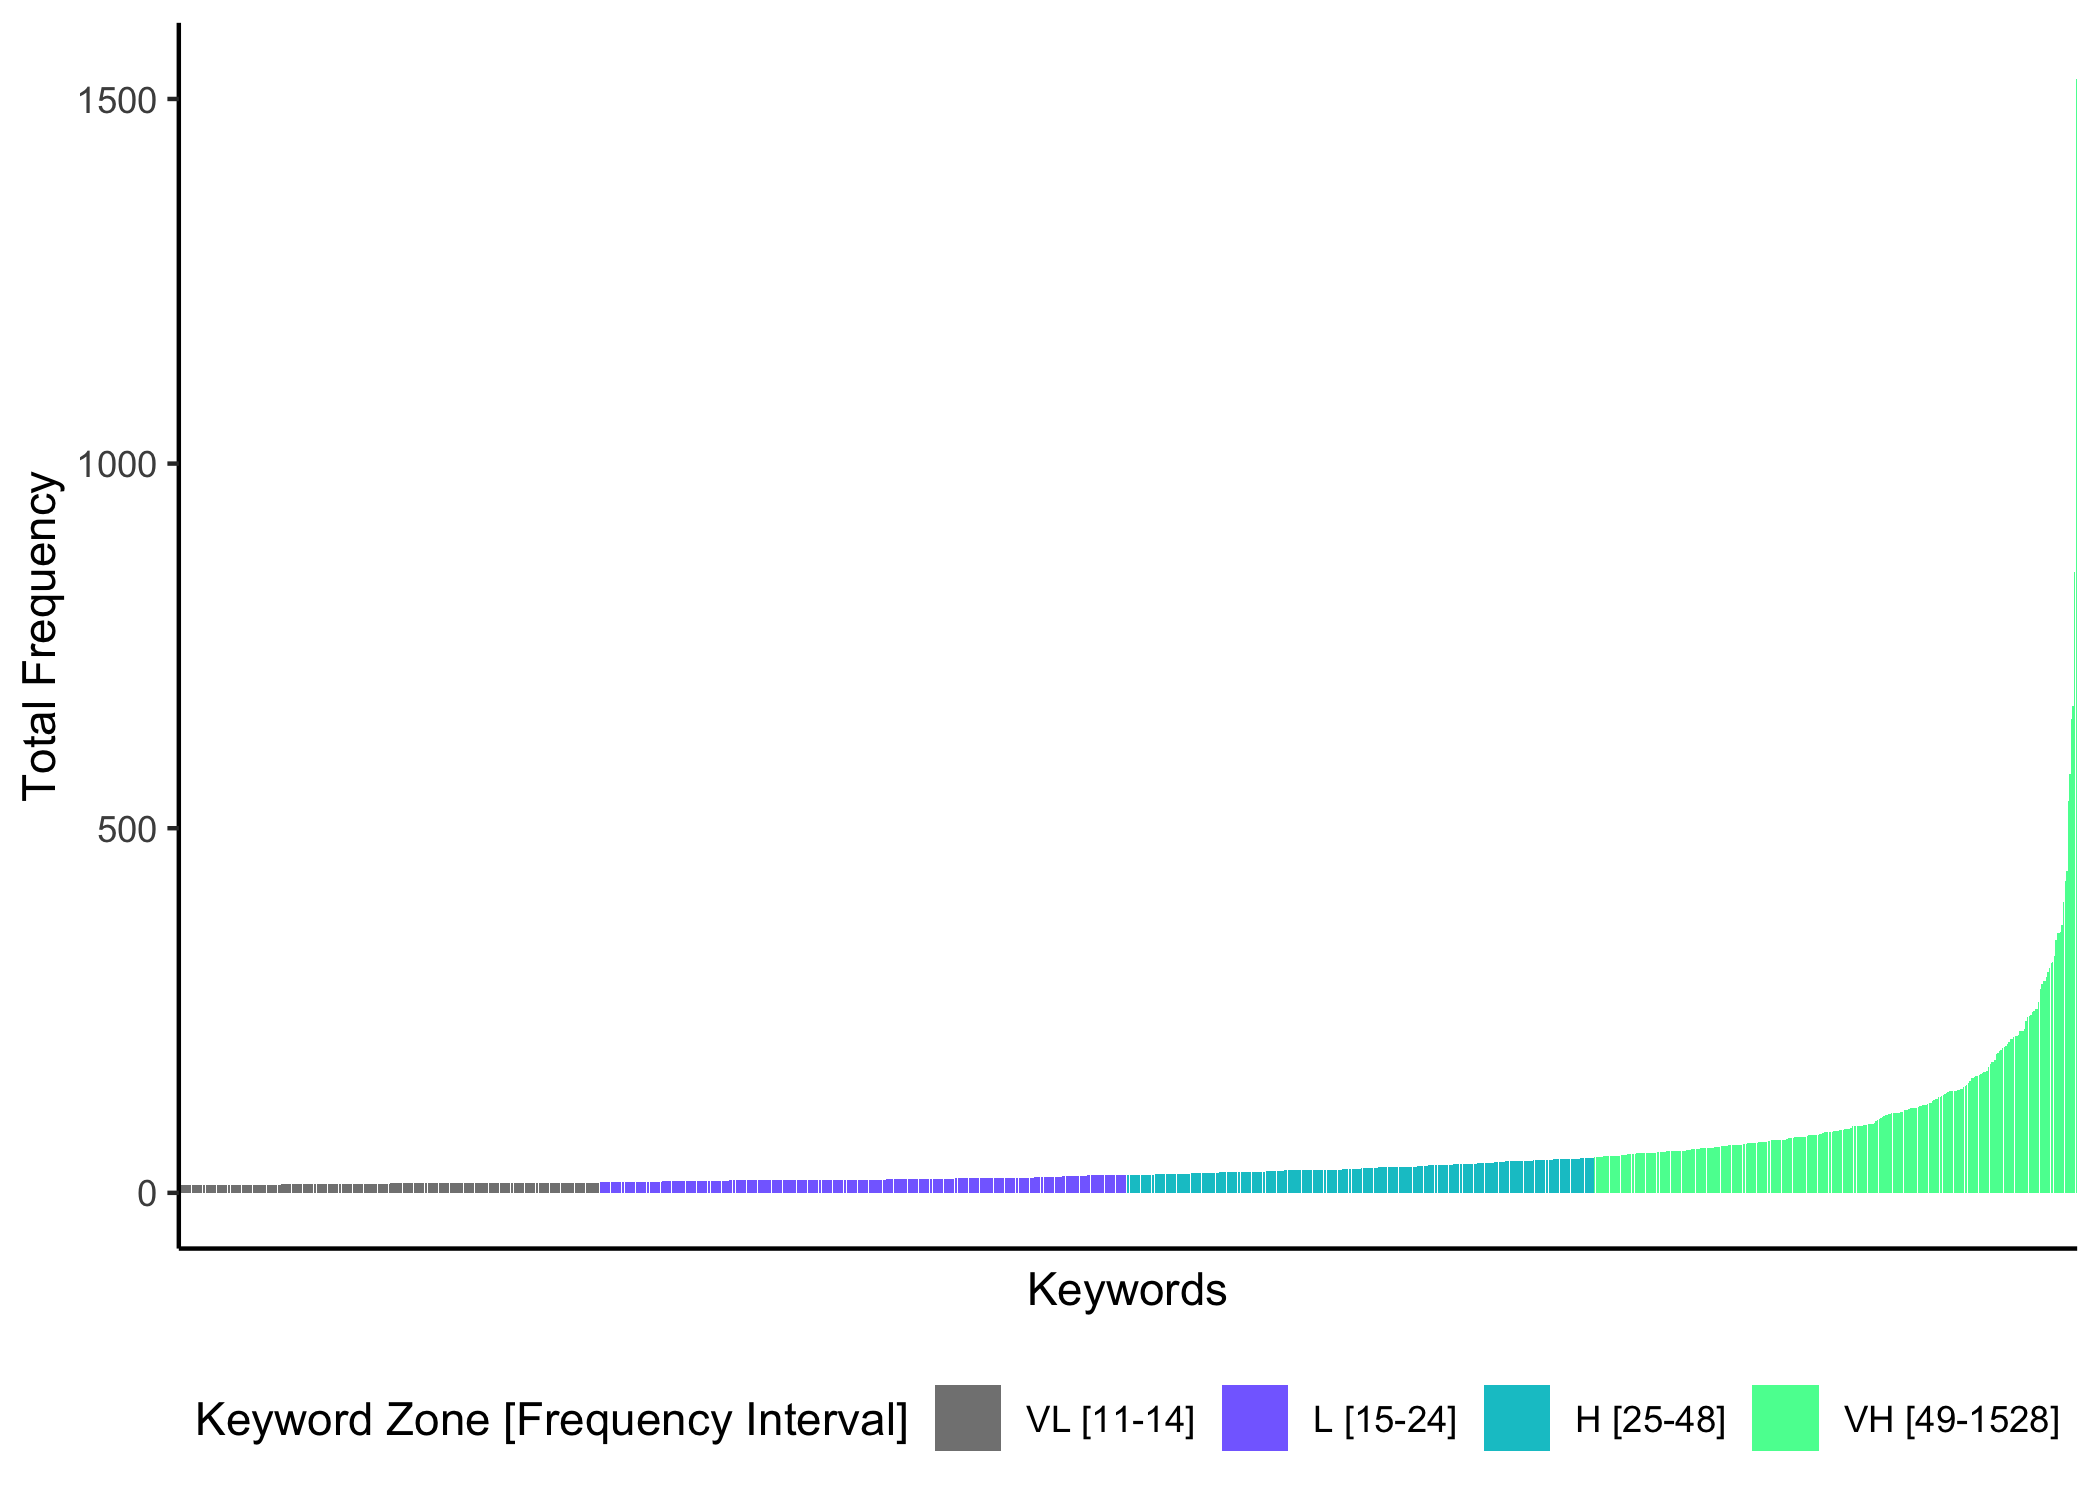 1500
1000
500
0
Total Frequency
Keywords
Keyword Zone [Frequency Interval] VL [11-14] L [15-24] H [25-48] VH [49-1528]